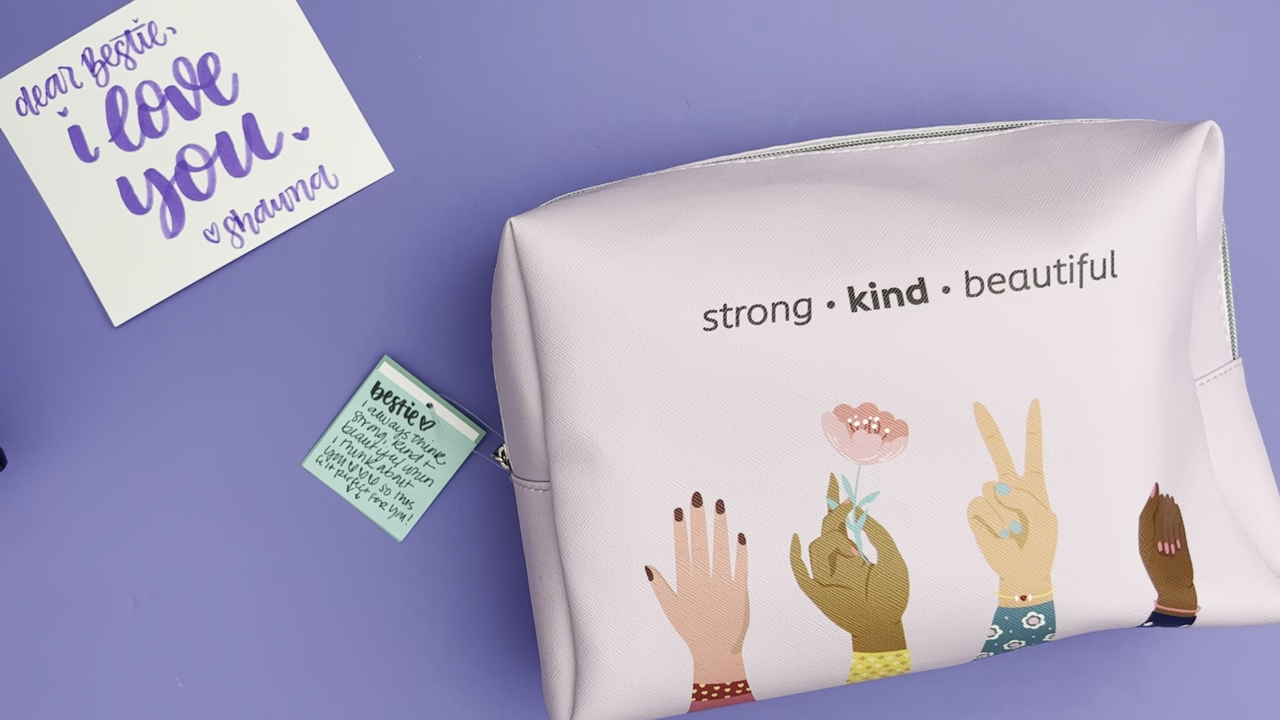 dear Bestie,
i love
you.
shawna
strong • kind • beautiful
bestie
I always think
strong, kind +
beautiful when
I think about
you so this
is perfect for you!